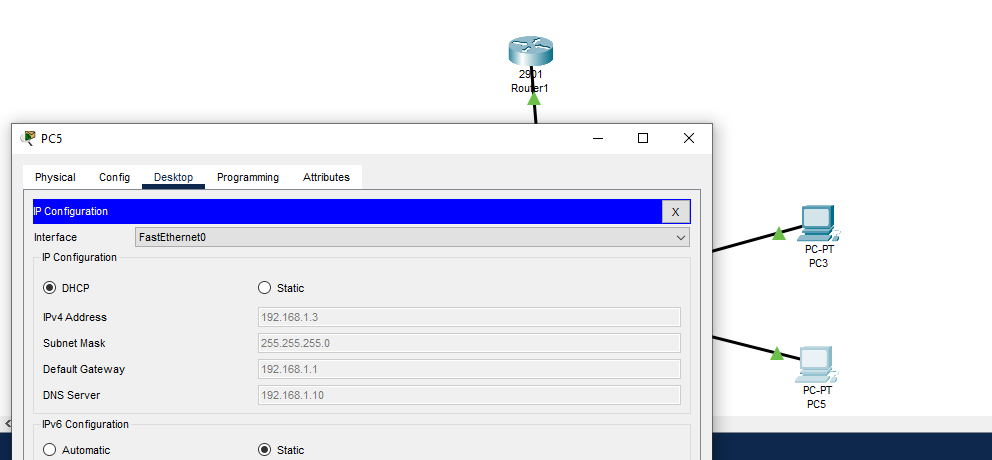 2901
Router1
PC5
Physical Config Desktop Programming Attributes
IP Configuration X
Interface FastEthernet0
IP Configuration
DHCP Static
IPv4 Address 192.168.1.3
Subnet Mask 255.255.255.0
Default Gateway 192.168.1.1
DNS Server 192.168.1.10
IPv6 Configuration
Automatic Static
PC-PT
PC3
PC-PT
PC5